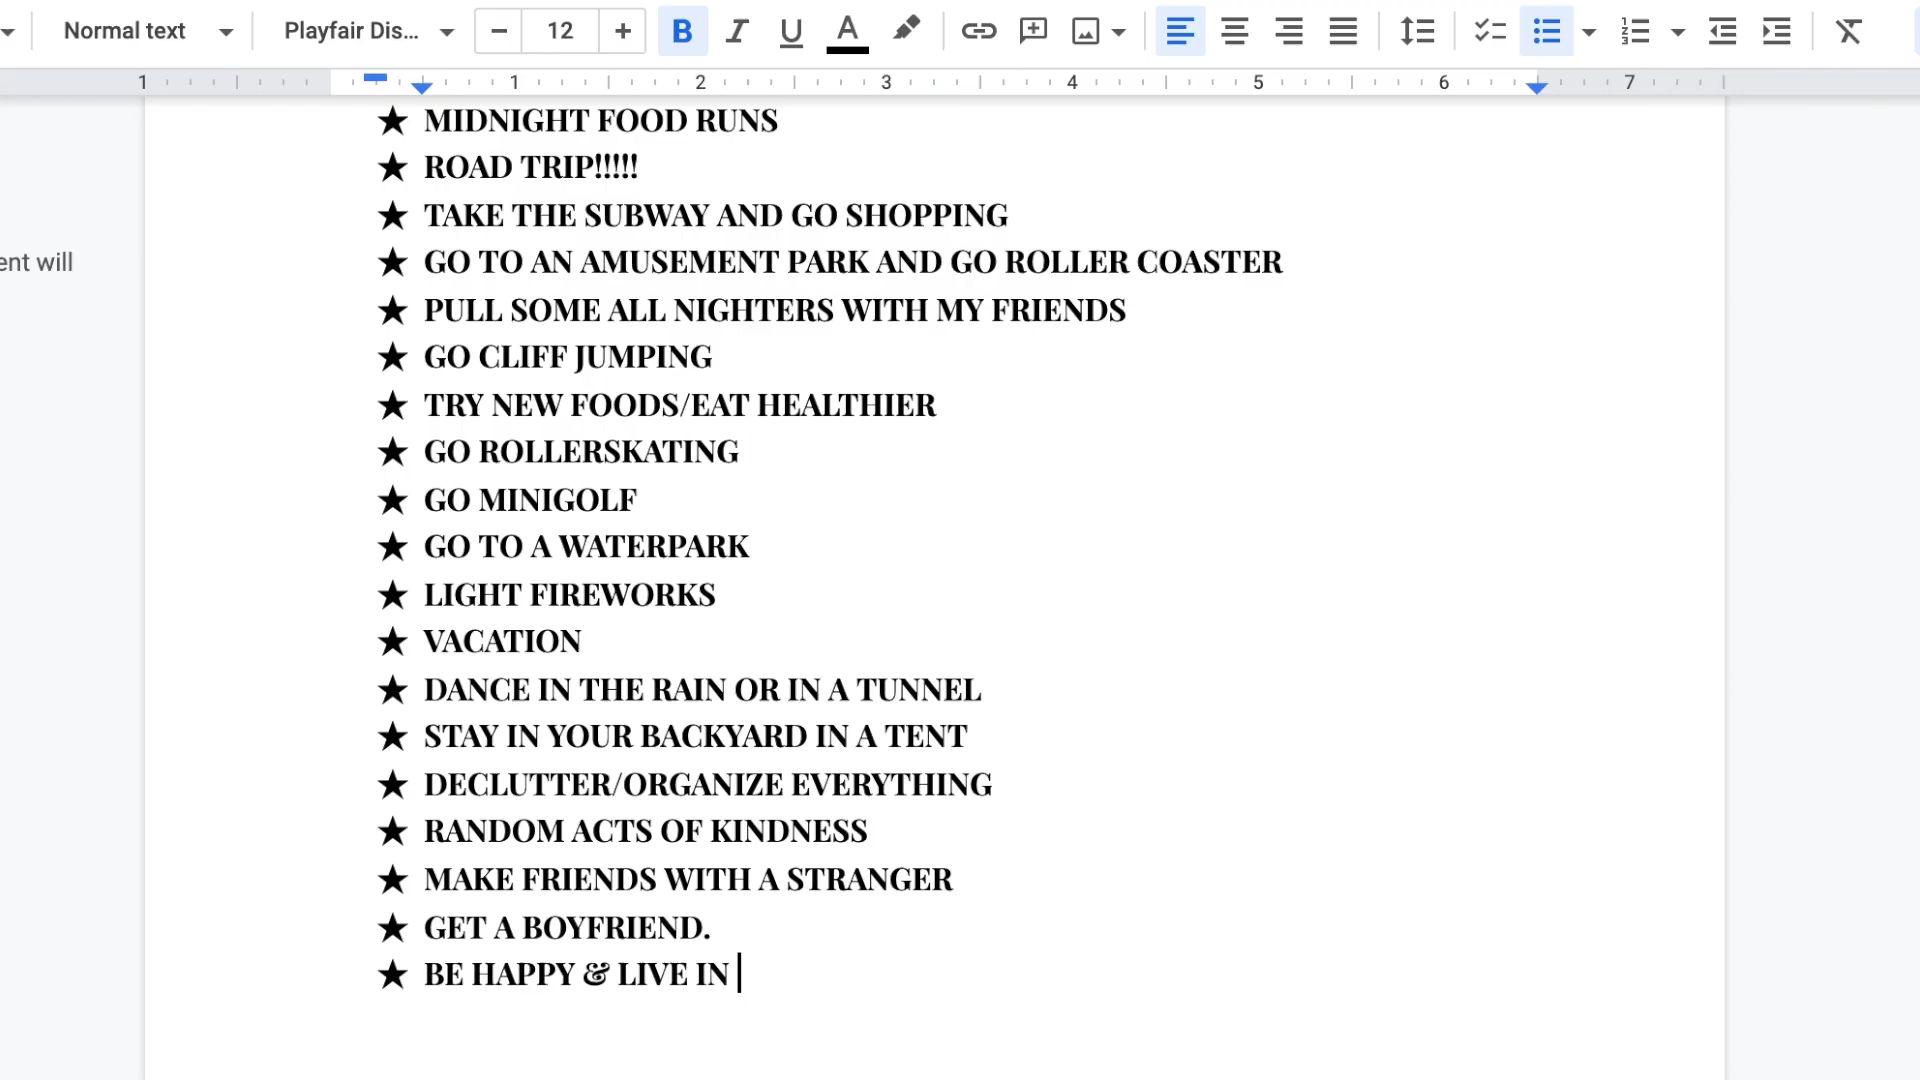 Normal text Playfair Dis... 12 B I U A
1 1 2 3 4 5 6 7
★ MIDNIGHT FOOD RUNS
★ ROAD TRIP!!!!!
★ TAKE THE SUBWAY AND GO SHOPPING
ent will
★ GO TO AN AMUSEMENT PARK AND GO ROLLER COASTER
★ PULL SOME ALL NIGHTERS WITH MY FRIENDS
★ GO CLIFF JUMPING
★ TRY NEW FOODS/EAT HEALTHIER
★ GO ROLLERSKATING
★ GO MINIGOLF
★ GO TO A WATERPARK
★ LIGHT FIREWORKS
★ VACATION
★ DANCE IN THE RAIN OR IN A TUNNEL
★ STAY IN YOUR BACKYARD IN A TENT
★ DECLUTTER/ORGANIZE EVERYTHING
★ RANDOM ACTS OF KINDNESS
★ MAKE FRIENDS WITH A STRANGER
★ GET A BOYFRIEND.
★ BE HAPPY & LIVE IN